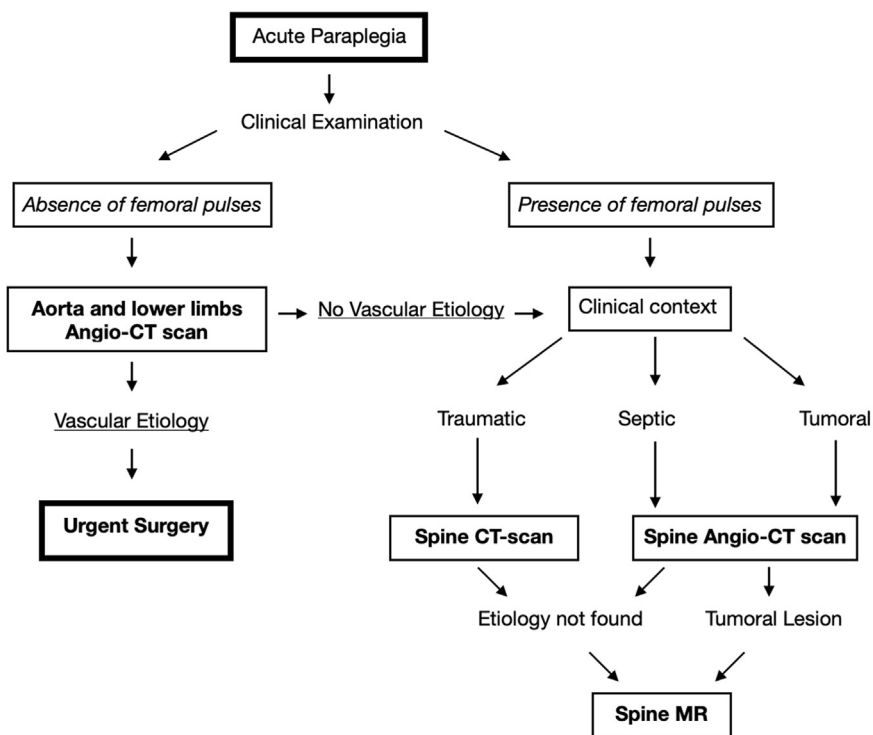 Acute Paraplegia
Clinical Examination
Absence of femoral pulses
Presence of femoral pulses
Aorta and lower limbs
Angio-CT scan
No Vascular Etiology
Clinical context
Vascular Etiology
Traumatic
Septic
Tumoral
Urgent Surgery
Spine CT-scan
Spine Angio-CT scan
Etiology not found
Tumoral Lesion
Spine MR